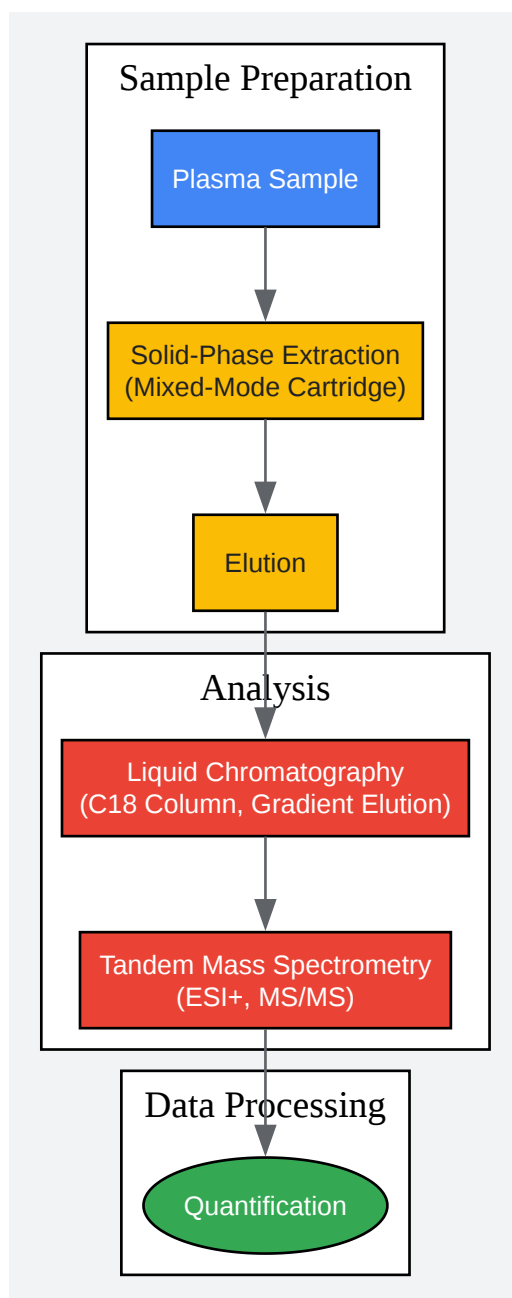 Sample Preparation
Plasma Sample
Solid-Phase Extraction
(Mixed-Mode Cartridge)
Elution
Analysis
Liquid Chromatography
(C18 Column, Gradient Elution)
Tandem Mass Spectrometry
(ESI+, MS/MS)
Data Processing
Quantification